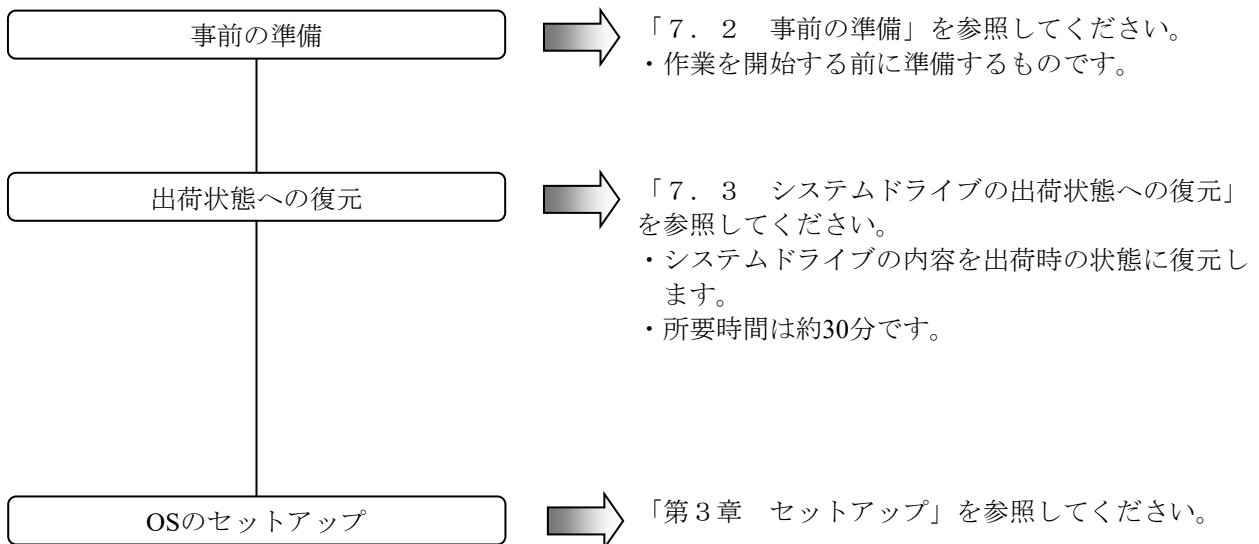 事前の準備
「７．２　事前の準備」を参照してください。
・作業を開始する前に準備するものです。
出荷状態への復元
「７．３　システムドライブの出荷状態への復元」
を参照してください。
・システムドライブの内容を出荷時の状態に復元し
ます。
・所要時間は約30分です。
OSのセットアップ
「第３章　セットアップ」を参照してください。